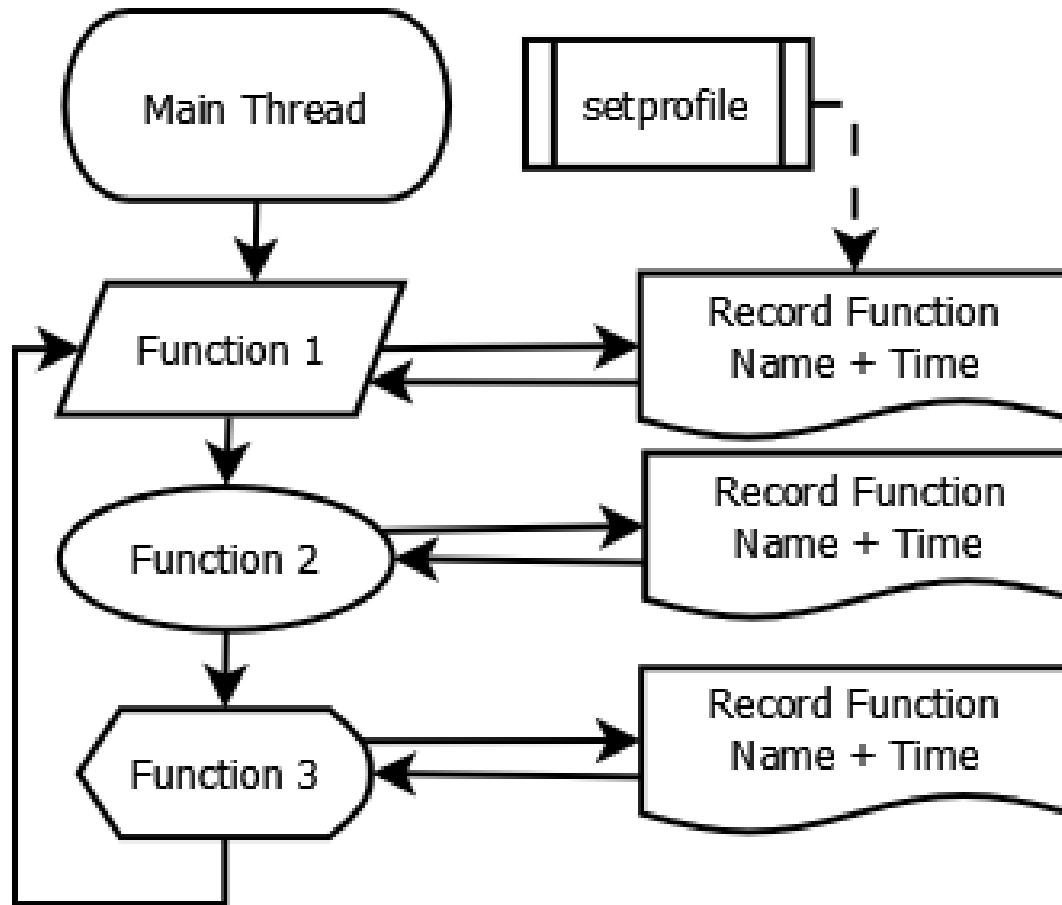 Main Thread
setprofile
Function 1
Record Function
Name + Time
Function 2
Record Function
Name + Time
Function 3
Record Function
Name + Time